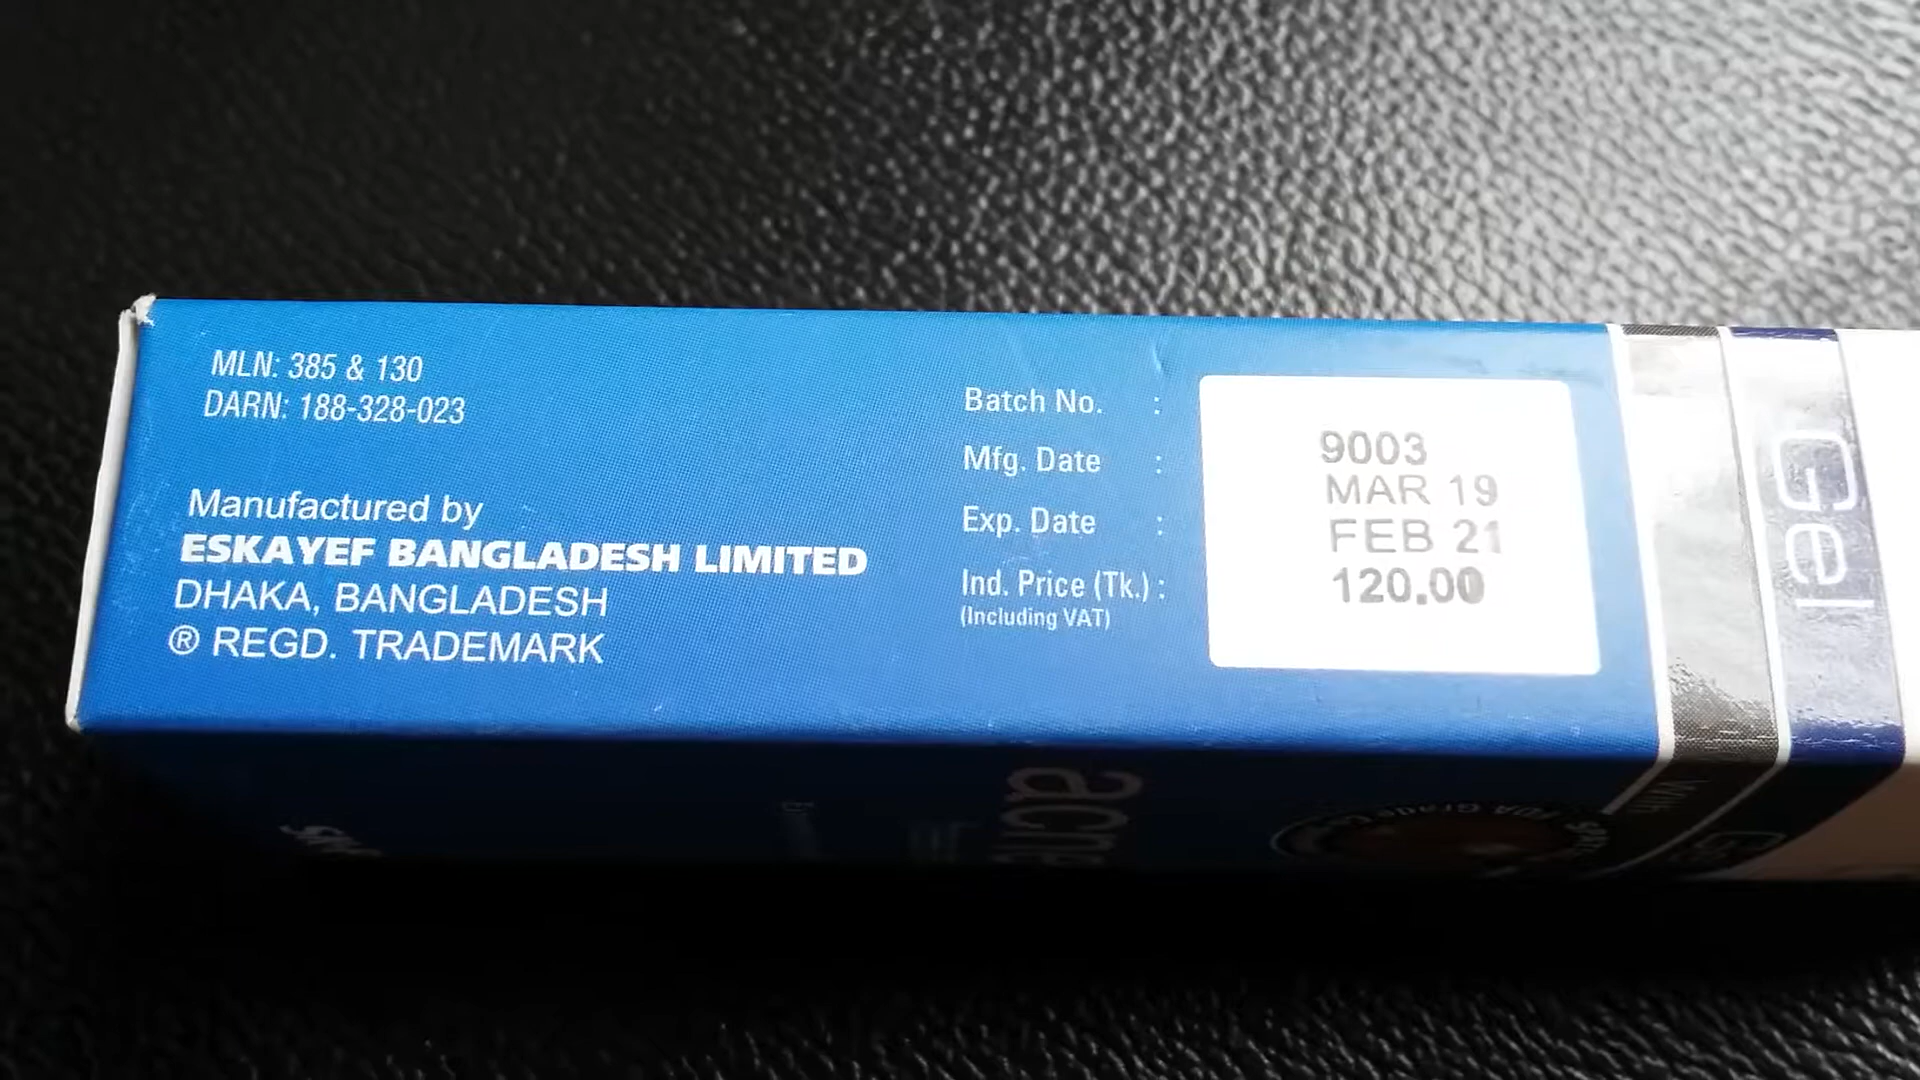 MLN: 385 & 130
DARN: 188-328-023
Manufactured by
ESKAYEF BANGLADESH LIMITED
DHAKA, BANGLADESH
® REGD. TRADEMARK
Batch No. : 9003
Mfg. Date : MAR 19
Exp. Date : FEB 21
Ind. Price (Tk.) : 120.00
(Including VAT)
Gel
acne